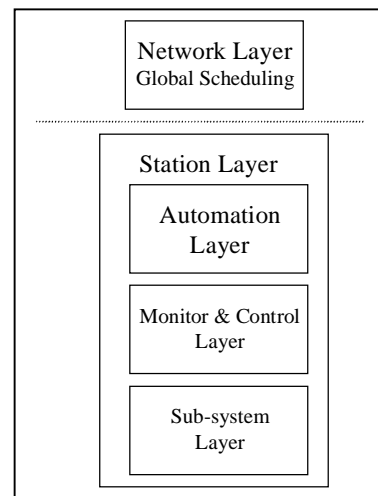 Network Layer
Global Scheduling
Station Layer
Automation
Layer
Monitor & Control
Layer
Sub-system
Layer